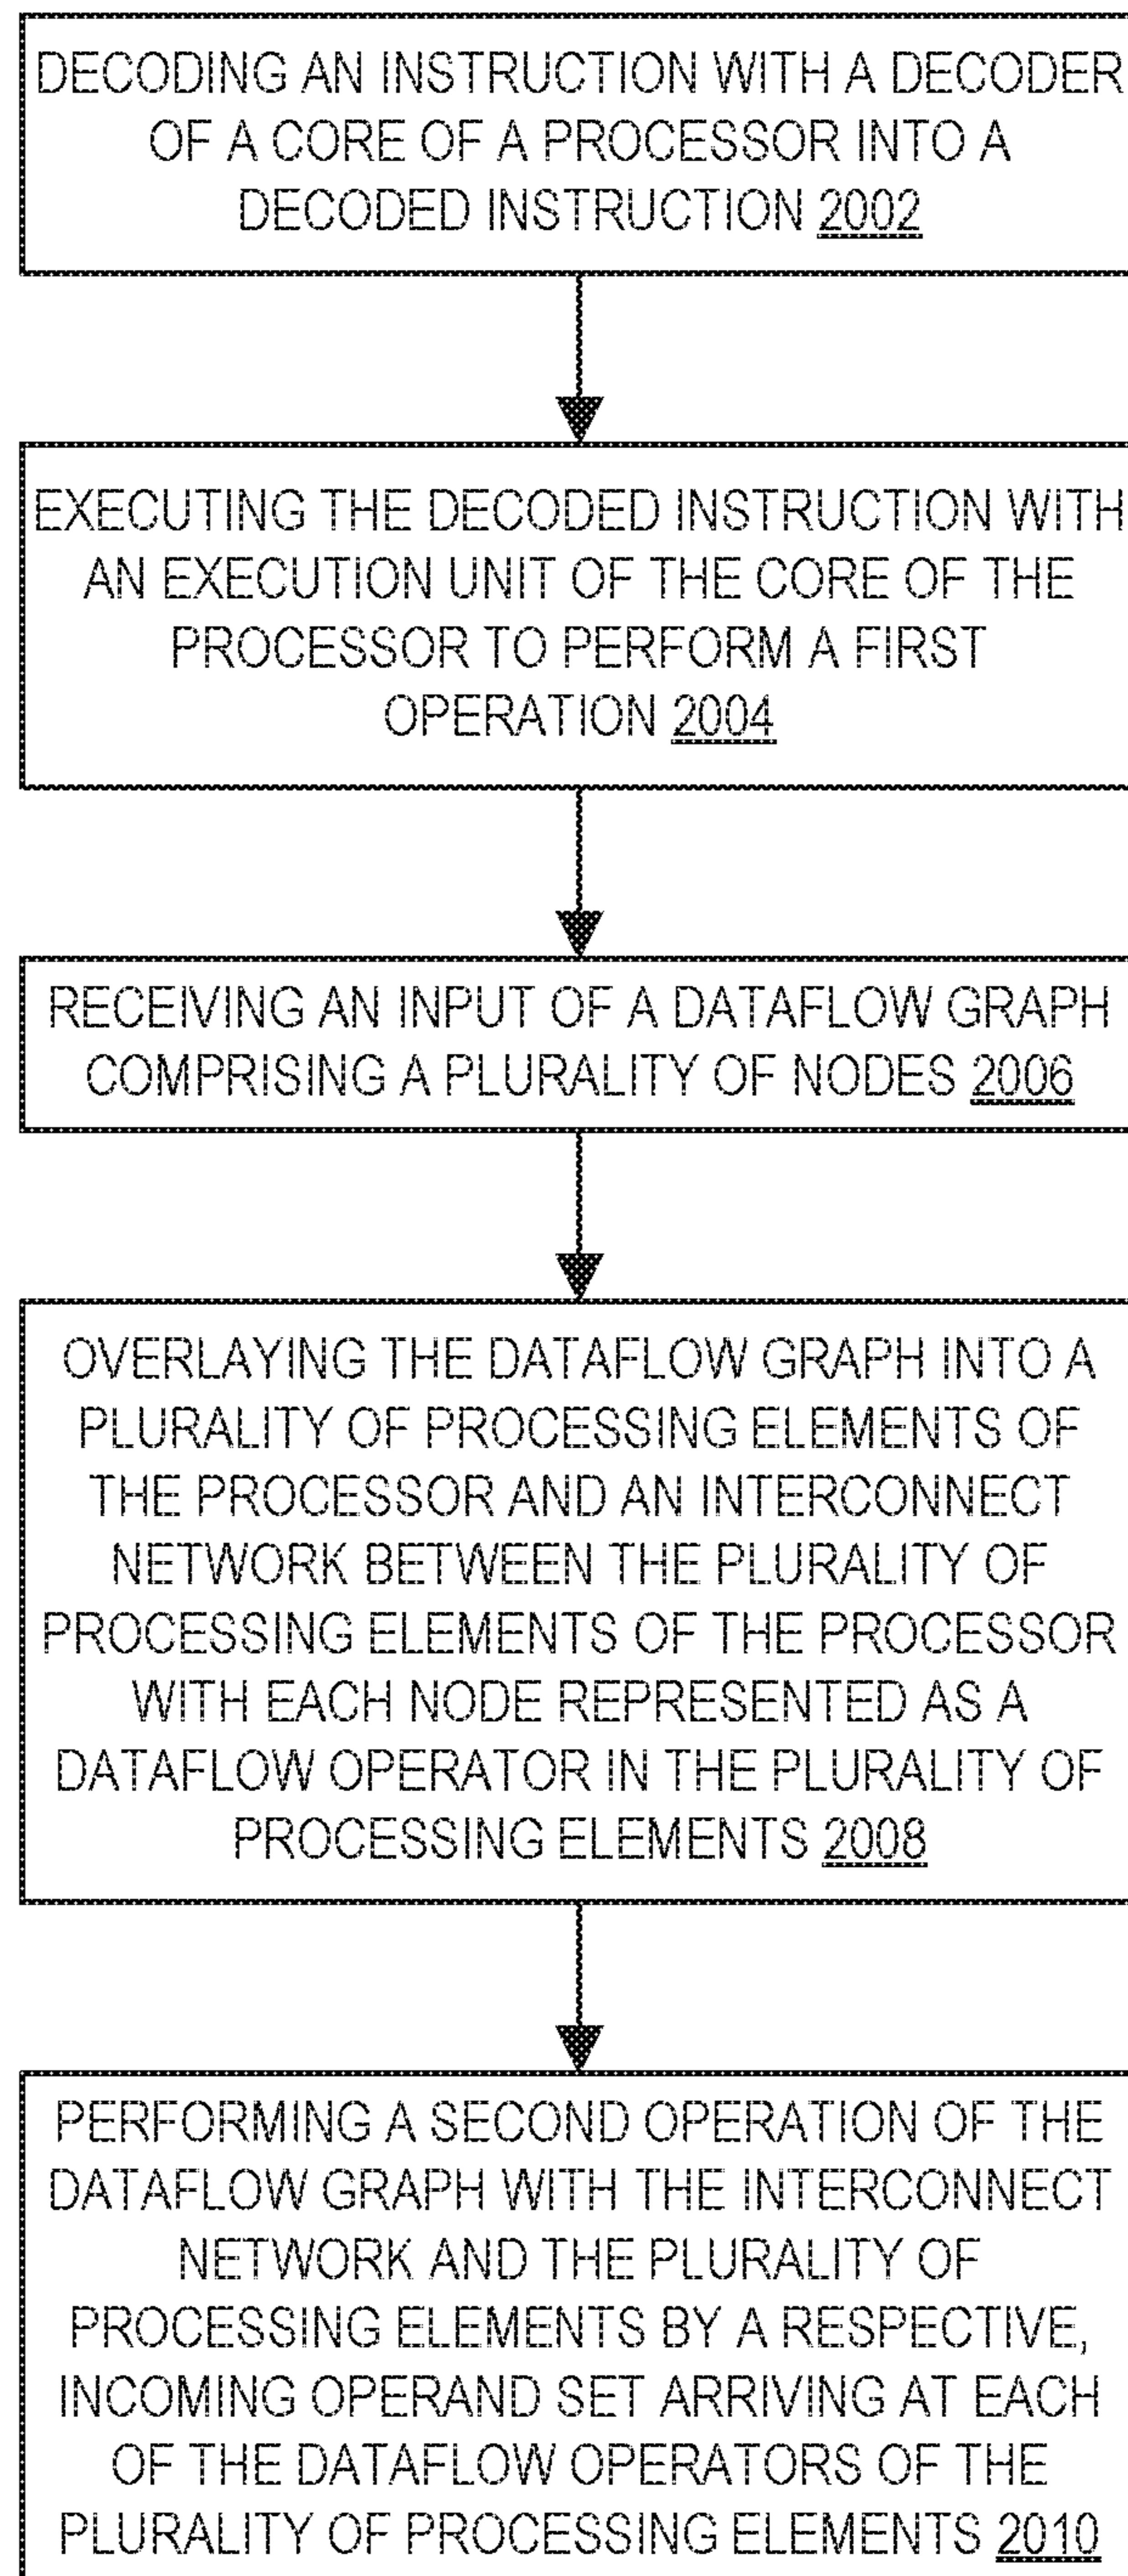 DECODING AN INSTRUCTION WITH A DECODER
OF A CORE OF A PROCESSOR INTO A
DECODED INSTRUCTION 2002
EXECUTING THE DECODED INSTRUCTION WITH
AN EXECUTION UNIT OF THE CORE OF THE
PROCESSOR TO PERFORM A FIRST
OPERATION 2004
RECEIVING AN INPUT OF A DATAFLOW GRAPH
COMPRISING A PLURALITY OF NODES 2006
OVERLAYING THE DATAFLOW GRAPH INTO A
PLURALITY OF PROCESSING ELEMENTS OF
THE PROCESSOR AND AN INTERCONNECT
NETWORK BETWEEN THE PLURALITY OF
PROCESSING ELEMENTS OF THE PROCESSOR
WITH EACH NODE REPRESENTED AS A
DATAFLOW OPERATOR IN THE PLURALITY OF
PROCESSING ELEMENTS 2008
PERFORMING A SECOND OPERATION OF THE
DATAFLOW GRAPH WITH THE INTERCONNECT
NETWORK AND THE PLURALITY OF
PROCESSING ELEMENTS BY A RESPECTIVE,
INCOMING OPERAND SET ARRIVING AT EACH
OF THE DATAFLOW OPERATORS OF THE
PLURALITY OF PROCESSING ELEMENTS 2010